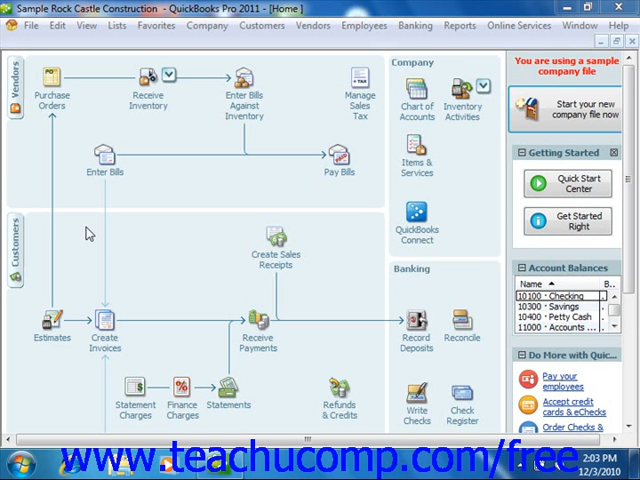 Sample Rock Castle Construction - QuickBooks Pro 2011 - [Home ]
File Edit View Lists Favorites Company Customers Vendors Employees Banking Reports Online Services Window Help
Vendors
Purchase
Orders
Receive
Inventory
Enter Bills
Against
Inventory
Manage
Sales
Tax
Enter Bills
Pay Bills
Customers
Create Sales
Receipts
Estimates
Create
Invoices
Receive
Payments
Statement
Charges
Finance
Charges
Statements
Refunds
& Credits
Company
Chart of
Accounts
Inventory
Activities
Items &
Services
QuickBooks
Connect
Banking
Record
Deposits
Reconcile
Write
Checks
Check
Register
You are using a sample
company file
Start your new
company file now
Getting Started
Quick Start
Center
Get Started
Right
Account Balances
Name B..
10100 · Checking
10300 · Savings
10400 · Petty Cash
11000 · Accounts ...
Do More with Quic...
Pay your
employees
Accept credit
cards & eChecks
Order Checks &
www.teachucomp.com/free
2:03 PM
12/3/2010